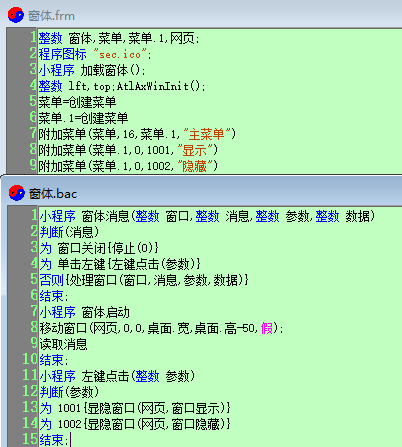 窗体.frm
1 整数 窗体,菜单,菜单.1,网页;
2 程序图标 "sec.ico";
3 小程序 加载窗体();
4 整数 lft,top;AtlAxWinInit();
5 菜单=创建菜单
6 菜单.1=创建菜单
7 附加菜单(菜单,16,菜单.1,"主菜单")
8 附加菜单(菜单.1,0,1001,"显示")
9 附加菜单(菜单.1,0,1002,"隐藏")
窗体.bac
1 小程序 窗体消息(整数 窗口,整数 消息,整数 参数,整数 数据)
2 判断(消息)
3 为 窗口关闭{停止(0)}
4 为 单击左键{左键点击(参数)}
5 否则{处理窗口(窗口,消息,参数,数据)}
6 结束;
7 小程序 窗体启动
8 移动窗口(网页,0,0,桌面.宽,桌面.高-50,假);
9 读取消息
10 结束;
11 小程序 左键点击(整数 参数)
12 判断(参数)
13 为 1001{显隐窗口(网页,窗口显示)}
14 为 1002{显隐窗口(网页,窗口隐藏)}
15 结束;